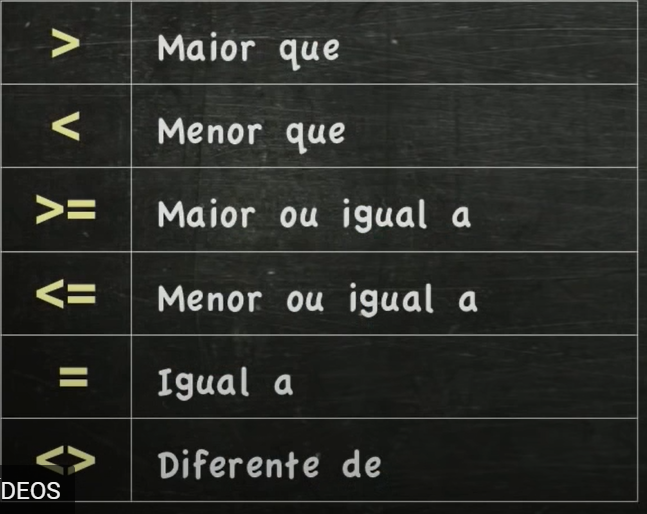 > Maior que
< Menor que
>= Maior ou igual a
<= Menor ou igual a
= Igual a
<> Diferente de
DEOS